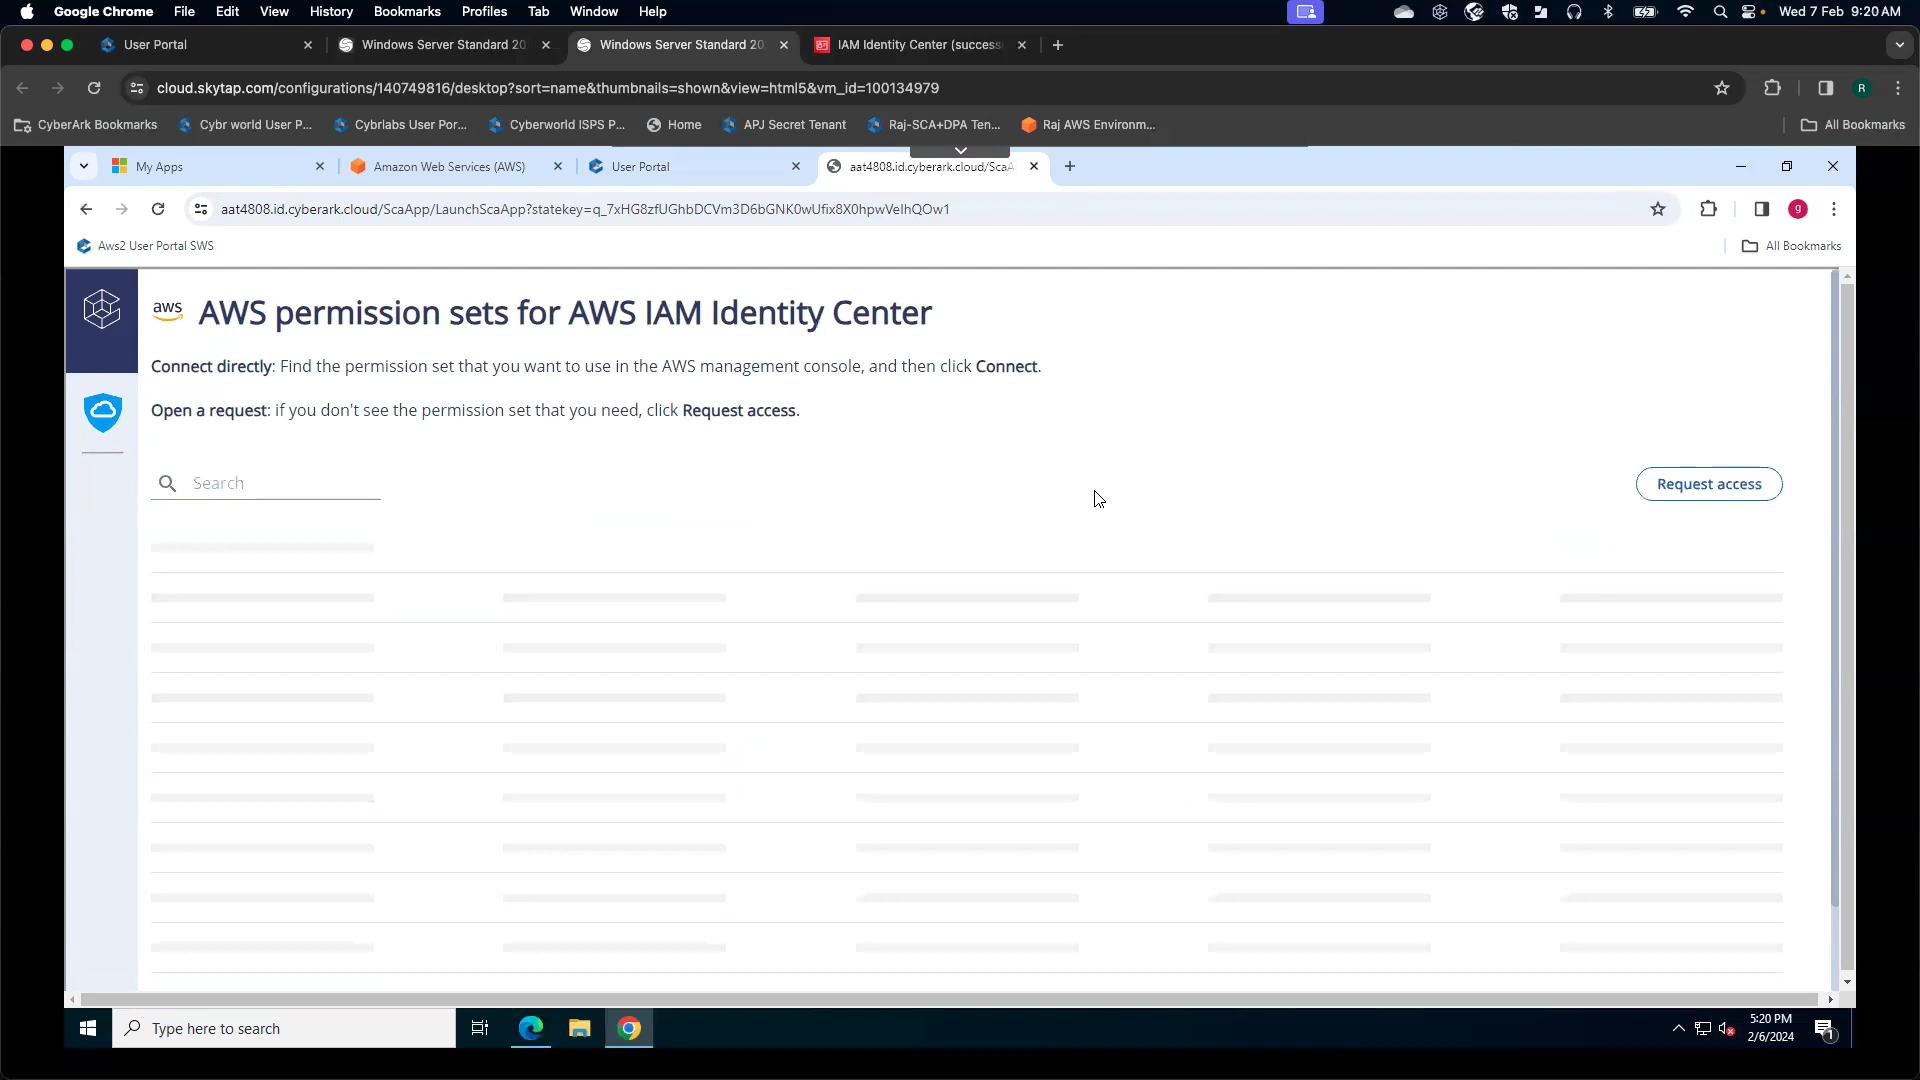 Google Chrome File Edit View History Bookmarks Profiles Tab Window Help Wed 7 Feb 9:20 AM
User Portal Windows Server Standard 20 Windows Server Standard 20 IAM Identity Center (success
cloud.skytap.com/configurations/140749816/desktop?sort=name&thumbnails=shown&view=html5&vm_id=100134979 R
CyberArk Bookmarks Cybr world User P... Cybrlabs User Por... Cyberworld ISPS P... Home APJ Secret Tenant Raj-SCA+DPA Ten... Raj AWS Environm... All Bookmarks
My Apps Amazon Web Services (AWS) User Portal aat4808.id.cyberark.cloud/ScaA
aat4808.id.cyberark.cloud/ScaApp/LaunchScaApp?statekey=q_7xHG8zfUGhbDCVm3D6bGNK0wUfix8X0hpwVeIhQOw1 g
Aws2 User Portal SWS All Bookmarks
aws AWS permission sets for AWS IAM Identity Center
Connect directly: Find the permission set that you want to use in the AWS management console, and then click Connect.
Open a request: if you don't see the permission set that you need, click Request access.
Search Request access
Type here to search
5:20 PM
2/6/2024
1